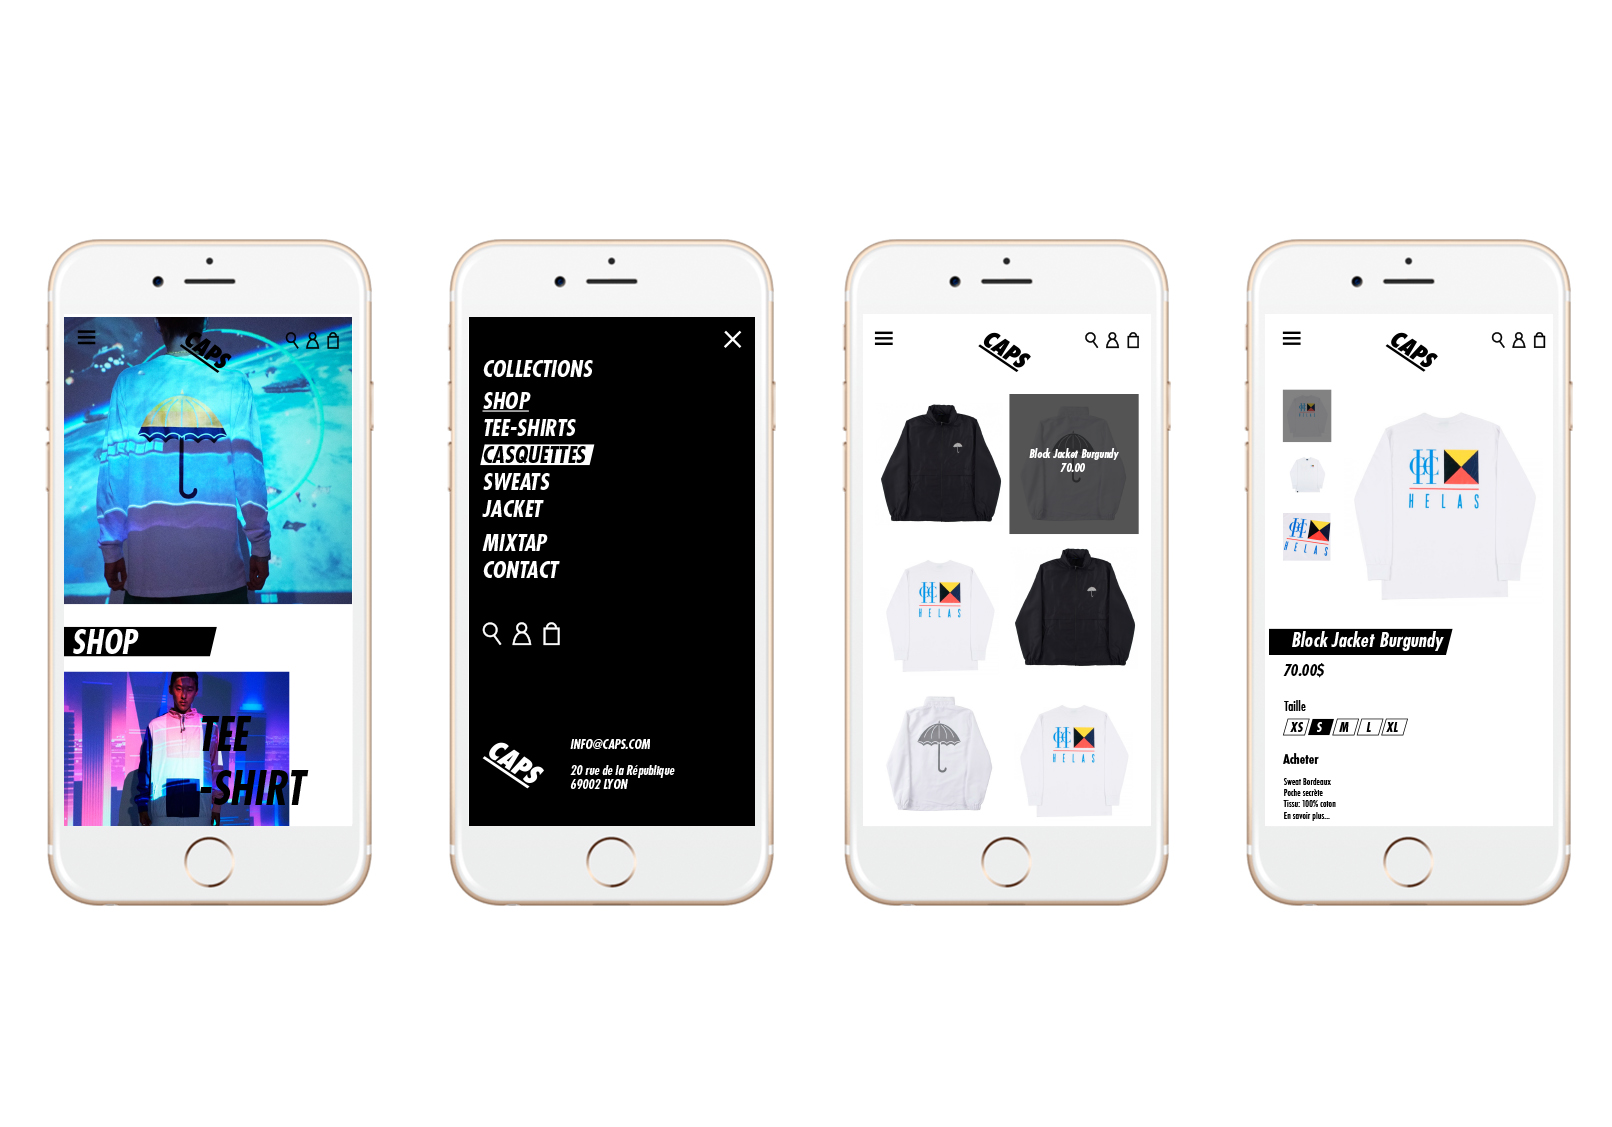 CAPS
SHOP
TEE
-SHIRT
COLLECTIONS
SHOP
TEE-SHIRTS
CASQUETTES
SWEATS
JACKET
MIXTAP
CONTACT
CAPS
INFO@CAPS.COM
20 rue de la République
69002 LYON
CAPS
Block Jacket Burgundy
70.00
HELAS
HELAS
CAPS
HELAS
HELAS
Block Jacket Burgundy
70.00$
Taille
XS S M L XL
Acheter
Sweat Bordeaux
Poche secrète
Tissu: 100% coton
En savoir plus...